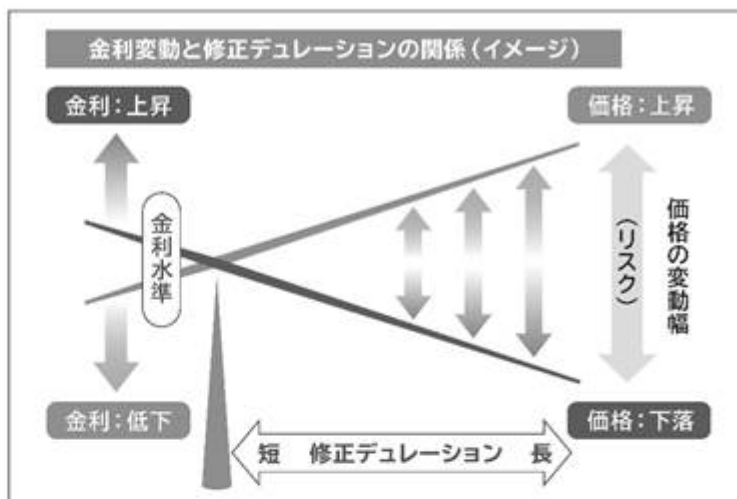 金利変動と修正デュレーションの関係（イメージ）
金利：上昇
価格：上昇
金利水準
価格の変動幅
（リスク）
金利：低下
価格：下落
短 修正デュレーション 長